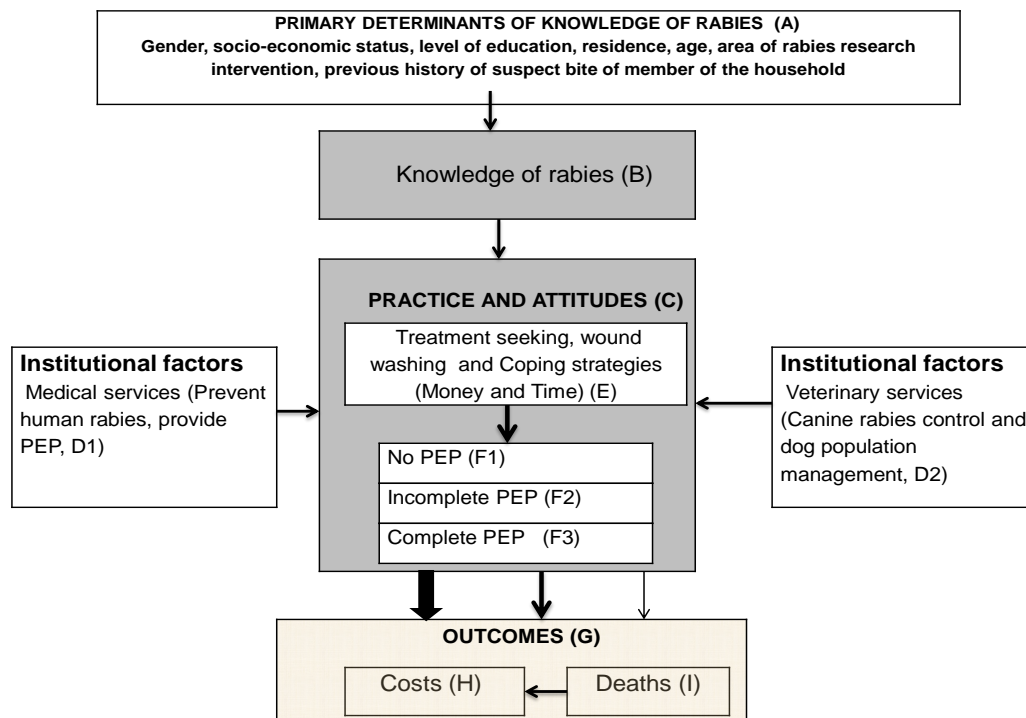 PRIMARY DETERMINANTS OF KNOWLEDGE OF RABIES (A)
Gender, socio-economic status, level of education, residence, age, area of rabies research
intervention, previous history of suspect bite of member of the household
Knowledge of rabies (B)
PRACTICE AND ATTITUDES (C)
Treatment seeking, wound
washing and Coping strategies
(Money and Time) (E)
Institutional factors
Medical services (Prevent
human rabies, provide
PEP, D1)
Institutional factors
Veterinary services
(Canine rabies control and
dog population
management, D2)
No PEP (F1)
Incomplete PEP (F2)
Complete PEP (F3)
OUTCOMES (G)
Costs (H)
Deaths (I)